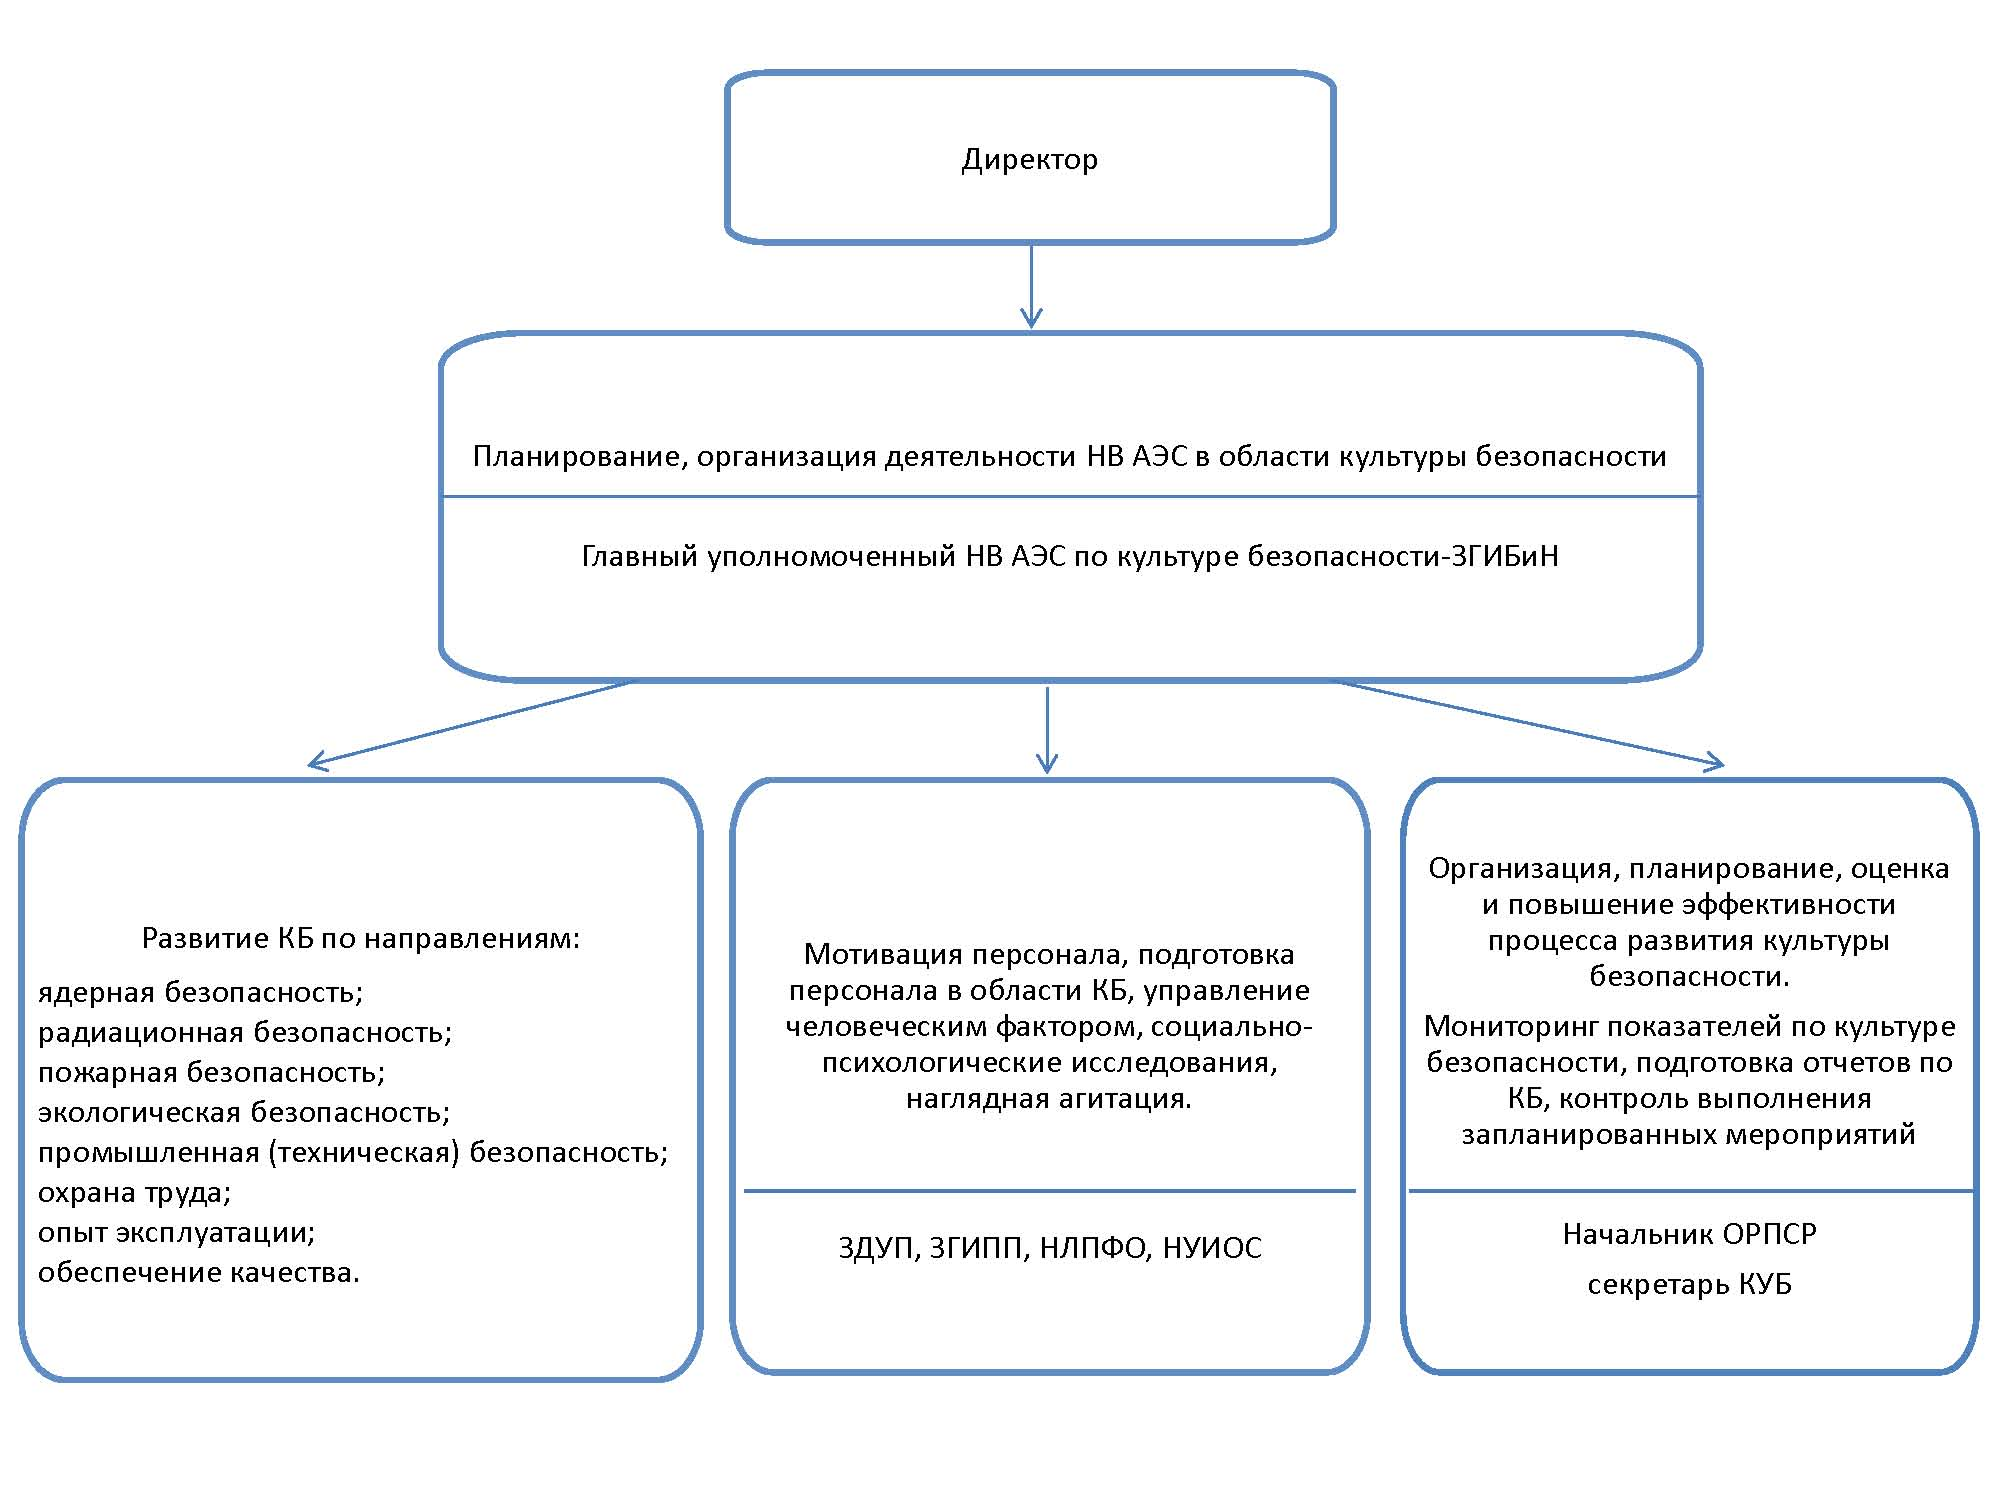 Директор
Планирование, организация деятельности НВ АЭС в области культуры безопасности
Главный уполномоченный НВ АЭС по культуре безопасности-ЗГИБиН
Развитие КБ по направлениям:
ядерная безопасность;
радиационная безопасность;
пожарная безопасность;
экологическая безопасность;
промышленная (техническая) безопасность;
охрана труда;
опыт эксплуатации;
обеспечение качества.
Мотивация персонала, подготовка
персонала в области КБ, управление
человеческим фактором, социально-
психологические исследования,
наглядная агитация.
ЗДУП, ЗГИПП, НЛПФО, НУИОС
Организация, планирование, оценка
и повышение эффективности
процесса развития культуры
безопасности.
Мониторинг показателей по культуре
безопасности, подготовка отчетов по
КБ, контроль выполнения
запланированных мероприятий
Начальник ОРПСР
секретарь КУБ